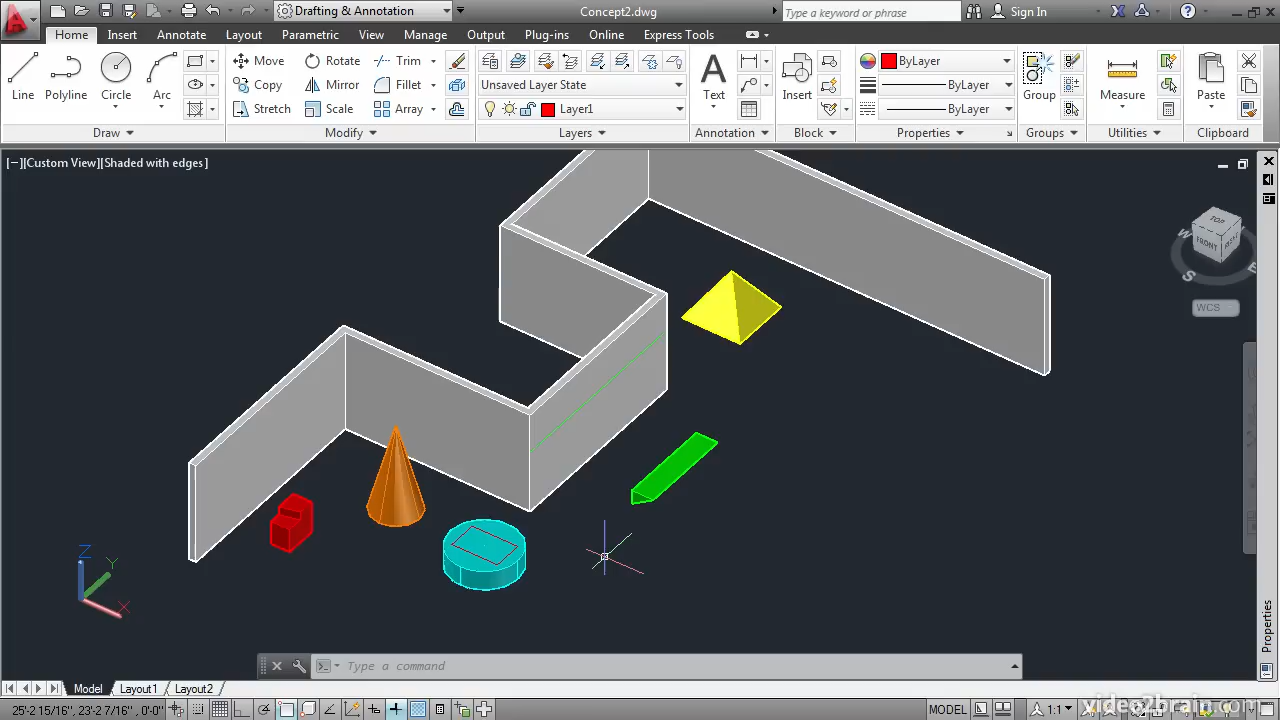 Drafting & Annotation
Concept2.dwg
Type a keyword or phrase
Sign In
Home Insert Annotate Layout Parametric View Manage Output Plug-ins Online Express Tools
Line Polyline Circle Arc
Move Rotate Trim
Copy Mirror Fillet
Stretch Scale Array
Unsaved Layer State
Layer1
Text
Insert
ByLayer
ByLayer
ByLayer
Group
Measure
Paste
Draw Modify Layers Annotation Block Properties Groups Utilities Clipboard
[−][Custom View][Shaded with edges]
TOP
FRONT
W
S
E
WCS
Z
Y
X
Properties
Type a command
Model Layout1 Layout2
25'-2 15/16", 23'-2 7/16" , 0'-0"
MODEL
1:1
video2brain.com